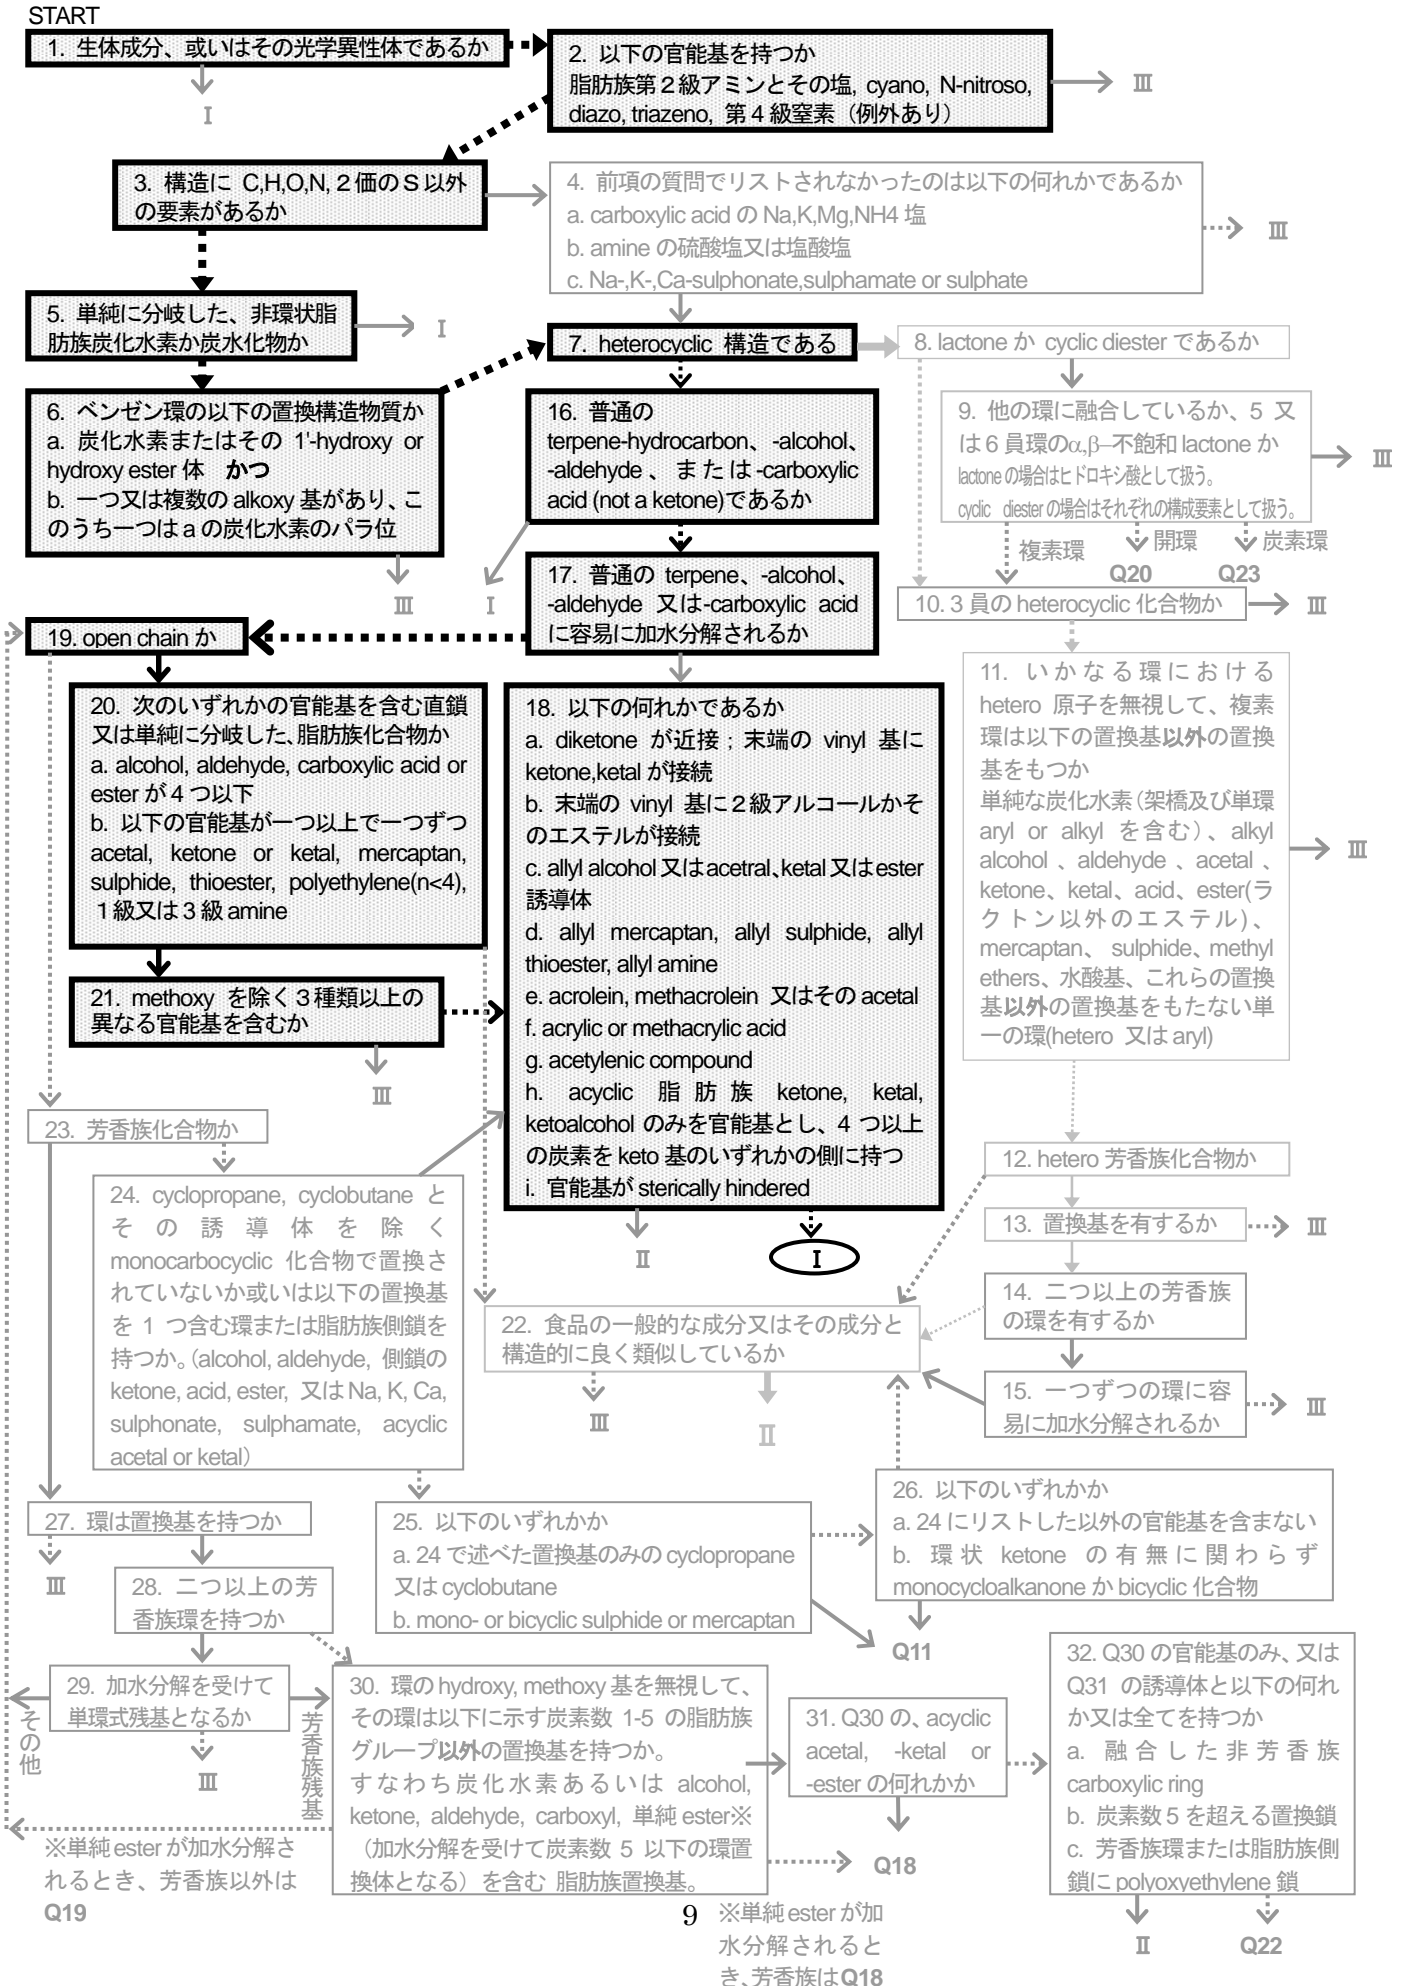 START
1. 生体成分、或いはその光学異性体であるか
I
2. 以下の官能基を持つか
脂肪族第２級アミンとその塩, cyano, N-nitroso,
diazo, triazeno, 第４級窒素（例外あり）
III
3. 構造に C,H,O,N,２価のＳ以外
の要素があるか
4. 前項の質問でリストされなかったのは以下の何れかであるか
a. carboxylic acid の Na,K,Mg,NH4 塩
b. amine の硫酸塩又は塩酸塩
c. Na-,K-,Ca-sulphonate,sulphamate or sulphate
III
5. 単純に分岐した、非環状脂
肪族炭化水素か炭水化物か
I
7. heterocyclic 構造である
8. lactone か cyclic diester であるか
6. ベンゼン環の以下の置換構造物質か
a. 炭化水素またはその 1'-hydroxy or
hydroxy ester 体 かつ
b. 一つ又は複数の alkoxy 基があり、こ
のうち一つは a の炭化水素のパラ位
III
16. 普通の
terpene-hydrocarbon、-alcohol、
-aldehyde、または-carboxylic
acid (not a ketone)であるか
I
9. 他の環に融合しているか、5 又
は 6 員環のα,β–不飽和 lactone か
lactone の場合はヒドロキシ酸として扱う。
cyclic diester の場合はそれぞれの構成要素として扱う。
III
複素環
開環
炭素環
Q20
Q23
17. 普通の terpene、-alcohol、
-aldehyde 又は-carboxylic acid
に容易に加水分解されるか
10. 3 員の heterocyclic 化合物か
III
19. open chain か
20. 次のいずれかの官能基を含む直鎖
又は単純に分岐した、脂肪族化合物か
a. alcohol, aldehyde, carboxylic acid or
ester が 4 つ以下
b. 以下の官能基が一つ以上で一つずつ
acetal, ketone or ketal, mercaptan,
sulphide, thioester, polyethylene(n<4),
１級又は３級 amine
18. 以下の何れかであるか
a. diketone が近接；末端の vinyl 基に
ketone,ketal が接続
b. 末端の vinyl 基に２級アルコールかそ
のエステルが接続
c. allyl alcohol 又は acetral、ketal 又は ester
誘導体
d. allyl mercaptan, allyl sulphide, allyl
thioester, allyl amine
e. acrolein, methacrolein 又はその acetal
f. acrylic or methacrylic acid
g. acetylenic compound
h. acyclic 脂肪族 ketone, ketal,
ketoalcohol のみを官能基とし、4 つ以上
の炭素を keto 基のいずれかの側に持つ
i. 官能基が sterically hindered
II
I
11. いかなる環における
hetero 原子を無視して、複素
環は以下の置換基以外の置換
基をもつか
単純な炭化水素（架橋及び単環
aryl or alkyl を含む）、alkyl
alcohol、aldehyde、acetal、
ketone、ketal、acid、ester(ラ
クトン以外のエステル)、
mercaptan、sulphide、methyl
ethers、水酸基、これらの置換
基以外の置換基をもたない単
一の環(hetero 又は aryl)
III
21. methoxy を除く３種類以上の
異なる官能基を含むか
III
23. 芳香族化合物か
12. hetero 芳香族化合物か
24. cyclopropane, cyclobutane と
その誘導体を除く
monocarbocyclic 化合物で置換さ
れていないか或いは以下の置換基
を 1 つ含む環または脂肪族側鎖を
持つか。(alcohol, aldehyde, 側鎖の
ketone, acid, ester, 又は Na, K, Ca,
sulphonate, sulphamate, acyclic
acetal or ketal）
13. 置換基を有するか
III
14. 二つ以上の芳香族
の環を有するか
22. 食品の一般的な成分又はその成分と
構造的に良く類似しているか
III
II
15. 一つずつの環に容
易に加水分解されるか
III
27. 環は置換基を持つか
III
25. 以下のいずれかか
a. 24 で述べた置換基のみの cyclopropane
又は cyclobutane
b. mono- or bicyclic sulphide or mercaptan
26. 以下のいずれかか
a. 24 にリストした以外の官能基を含まない
b. 環状 ketone の有無に関わらず
monocycloalkanone か bicyclic 化合物
Q11
28. 二つ以上の芳
香族環を持つか
29. 加水分解を受けて
単環式残基となるか
その他
芳香族残基
III
30. 環の hydroxy, methoxy 基を無視して、
その環は以下に示す炭素数 1-5 の脂肪族
グループ以外の置換基を持つか。
すなわち炭化水素あるいは alcohol,
ketone, aldehyde, carboxyl, 単純 ester※
（加水分解を受けて炭素数 5 以下の環置
換体となる）を含む 脂肪族置換基。
31. Q30 の、acyclic
acetal, -ketal or
-ester の何れかか
Q18
32. Q30 の官能基のみ、又は
Q31 の誘導体と以下の何れ
か又は全てを持つか
a. 融合した非芳香族
carboxylic ring
b. 炭素数 5 を超える置換鎖
c. 芳香族環または脂肪族側
鎖に polyoxyethylene 鎖
II
Q22
※単純 ester が加水分解さ
れるとき、芳香族以外は
Q19
9
※単純 ester が加
水分解されると
き、芳香族は Q18